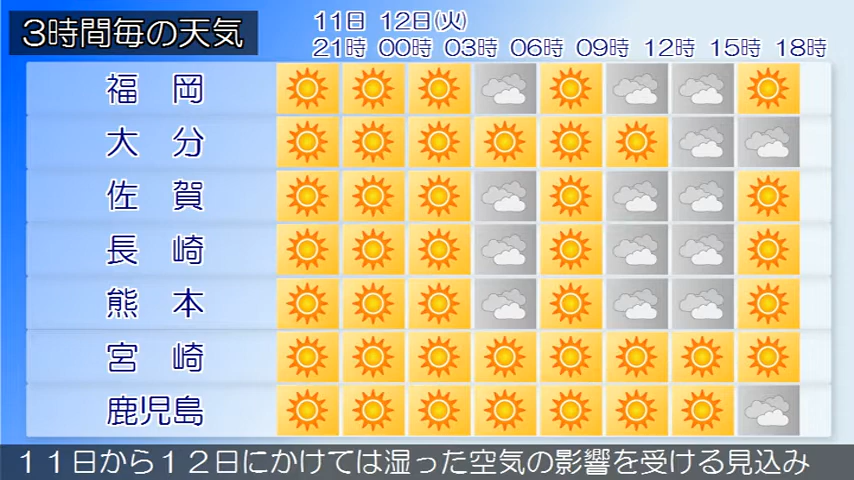 3時間毎の天気
11日 12日(火)
21時 00時 03時 06時 09時 12時 15時 18時
福岡
大分
佐賀
長崎
熊本
宮崎
鹿児島
１１日から１２日にかけては湿った空気の影響を受ける見込み